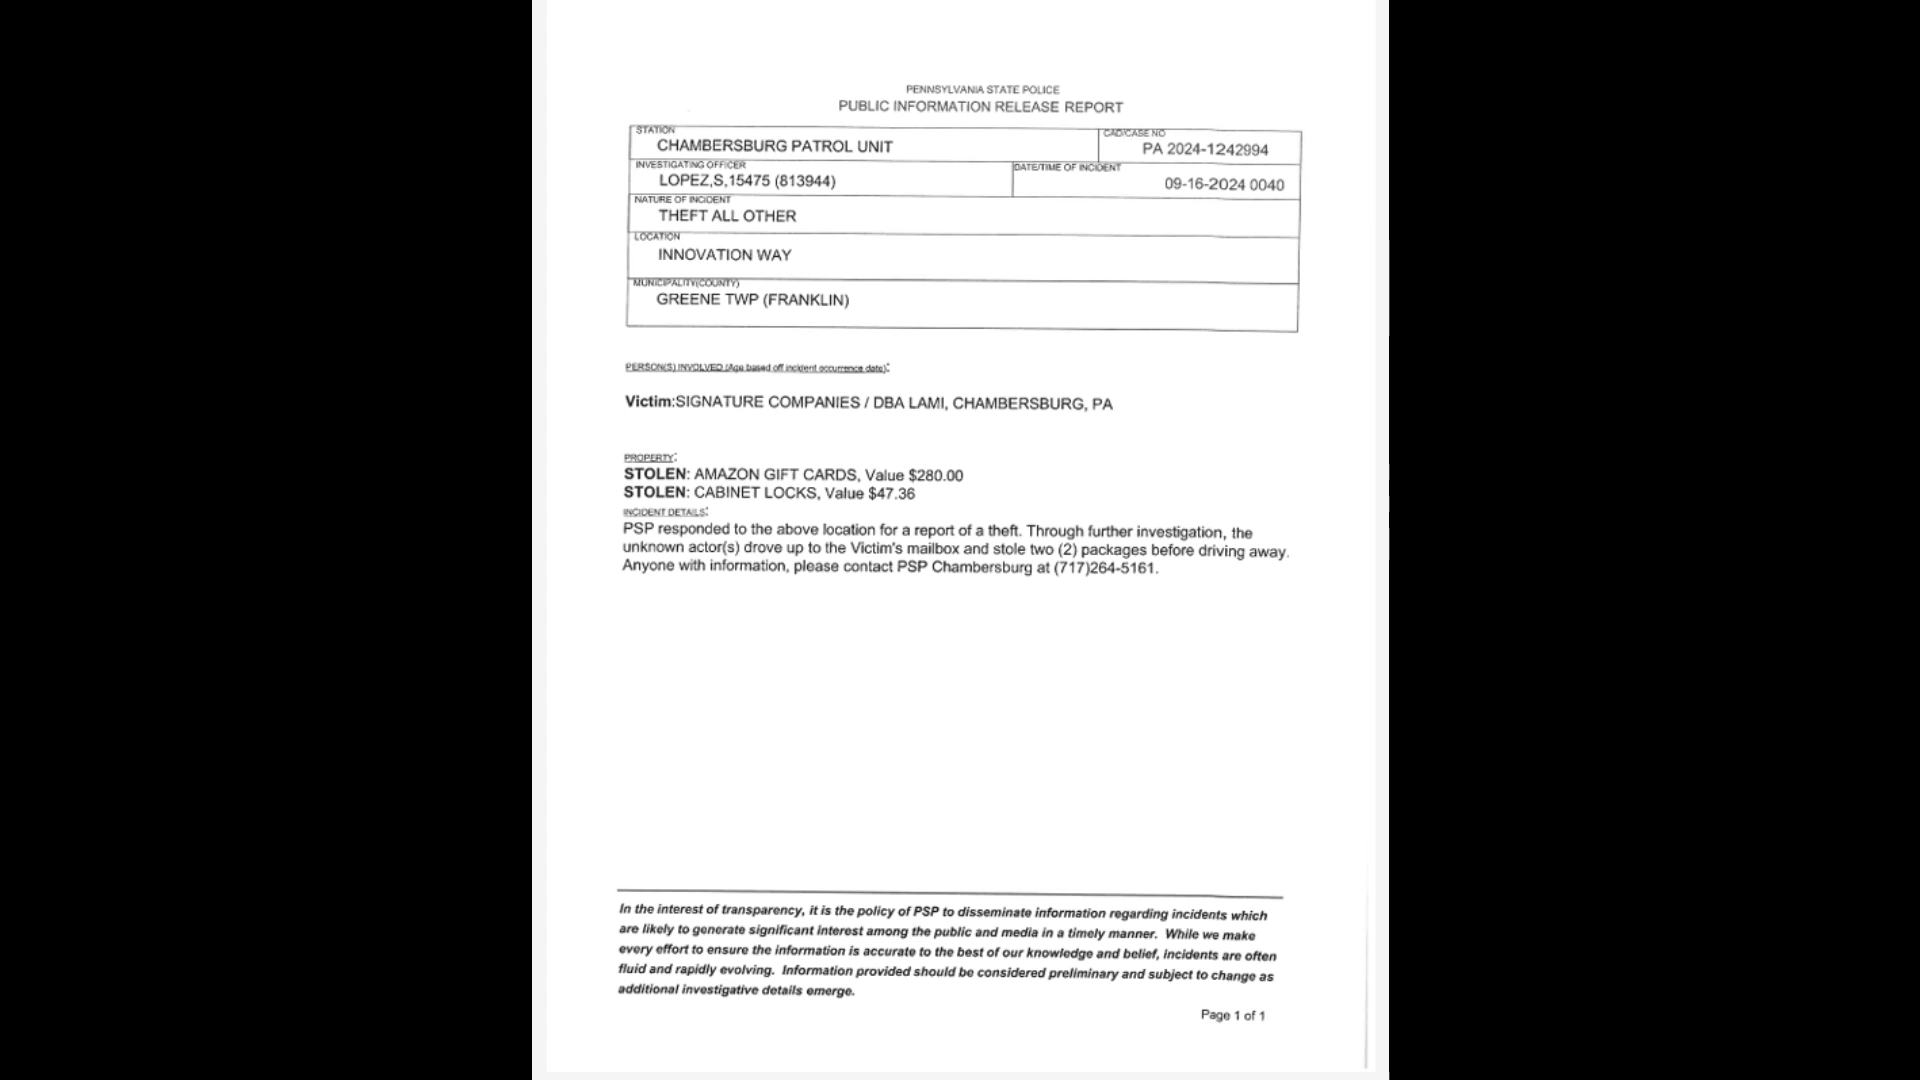 PENNSYLVANIA STATE POLICE
PUBLIC INFORMATION RELEASE REPORT
STATION
CHAMBERSBURG PATROL UNIT
CAD/CASE NO
PA 2024-1242994
INVESTIGATING OFFICER
LOPEZ,S,15475 (813944)
DATE/TIME OF INCIDENT
09-16-2024 0040
NATURE OF INCIDENT
THEFT ALL OTHER
LOCATION
INNOVATION WAY
MUNICIPALITY(COUNTY)
GREENE TWP (FRANKLIN)
PERSON(S) INVOLVED (Age based off incident occurrence date):
Victim:SIGNATURE COMPANIES / DBA LAMI, CHAMBERSBURG, PA
PROPERTY:
STOLEN: AMAZON GIFT CARDS, Value $280.00
STOLEN: CABINET LOCKS, Value $47.36
INCIDENT DETAILS:
PSP responded to the above location for a report of a theft. Through further investigation, the
unknown actor(s) drove up to the Victim's mailbox and stole two (2) packages before driving away.
Anyone with information, please contact PSP Chambersburg at (717)264-5161.
In the interest of transparency, it is the policy of PSP to disseminate information regarding incidents which
are likely to generate significant interest among the public and media in a timely manner. While we make
every effort to ensure the information is accurate to the best of our knowledge and belief, incidents are often
fluid and rapidly evolving. Information provided should be considered preliminary and subject to change as
additional investigative details emerge.
Page 1 of 1